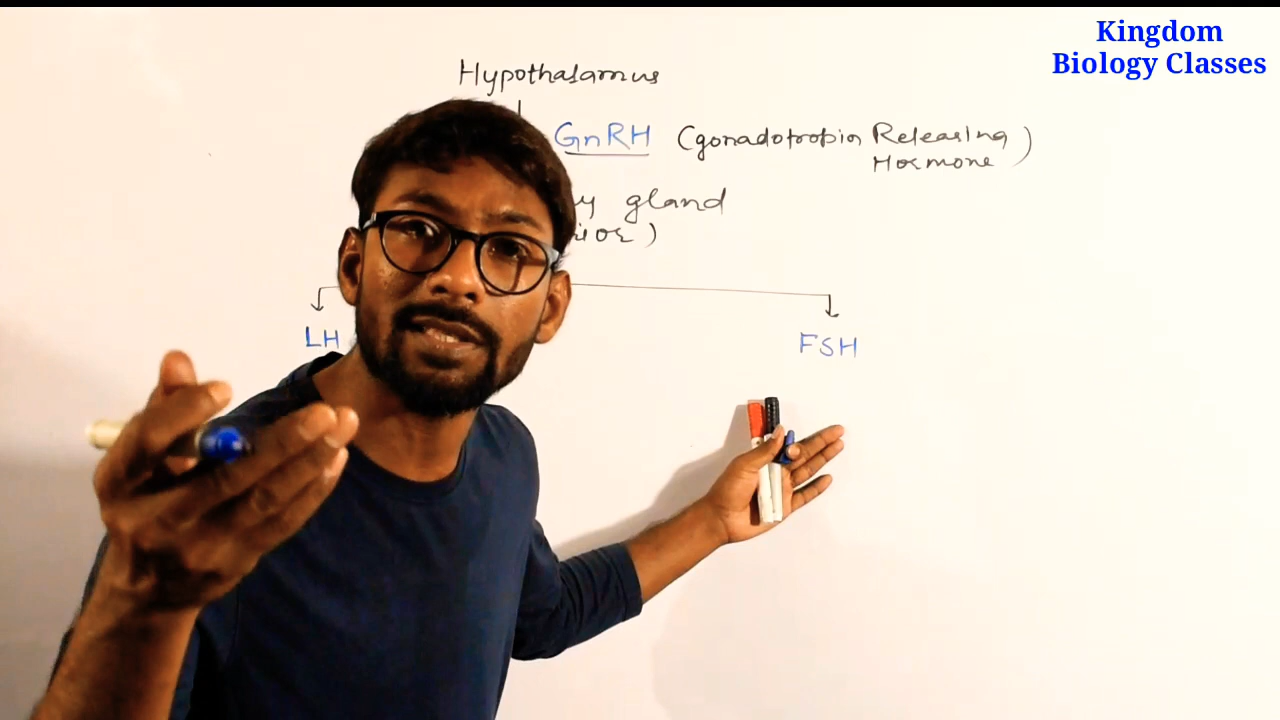 Kingdom
Biology Classes
Hypothalamus
GnRH (gonadotropin Releasing
Hormone)
gland
LH
FSH